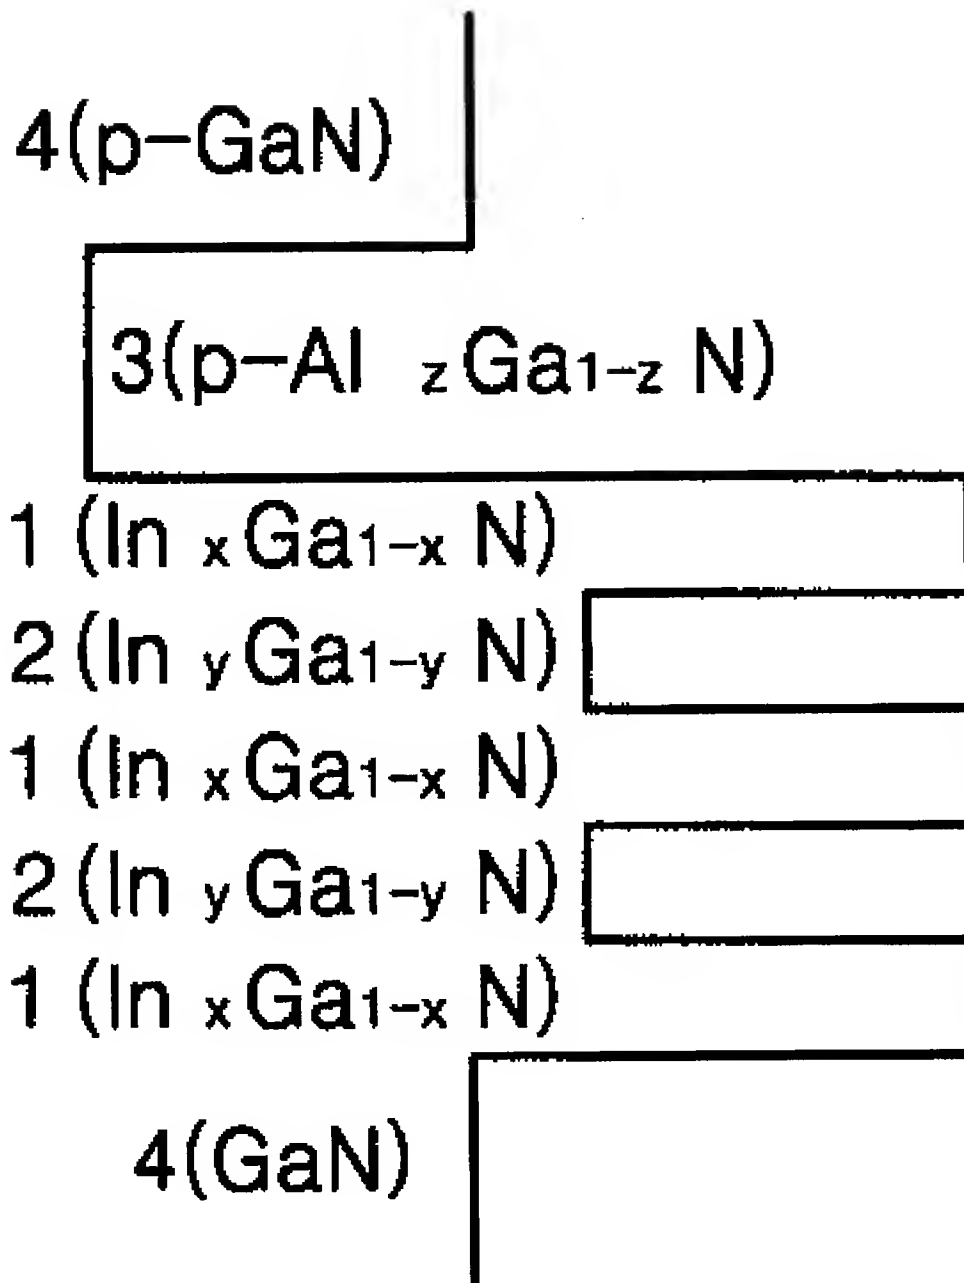 4(p-GaN)
3(p-Al zGa1-z N)
1 (In xGa1-x N)
2 (In yGa1-y N)
1 (In xGa1-x N)
2 (In yGa1-y N)
1 (In xGa1-x N)
4(GaN)